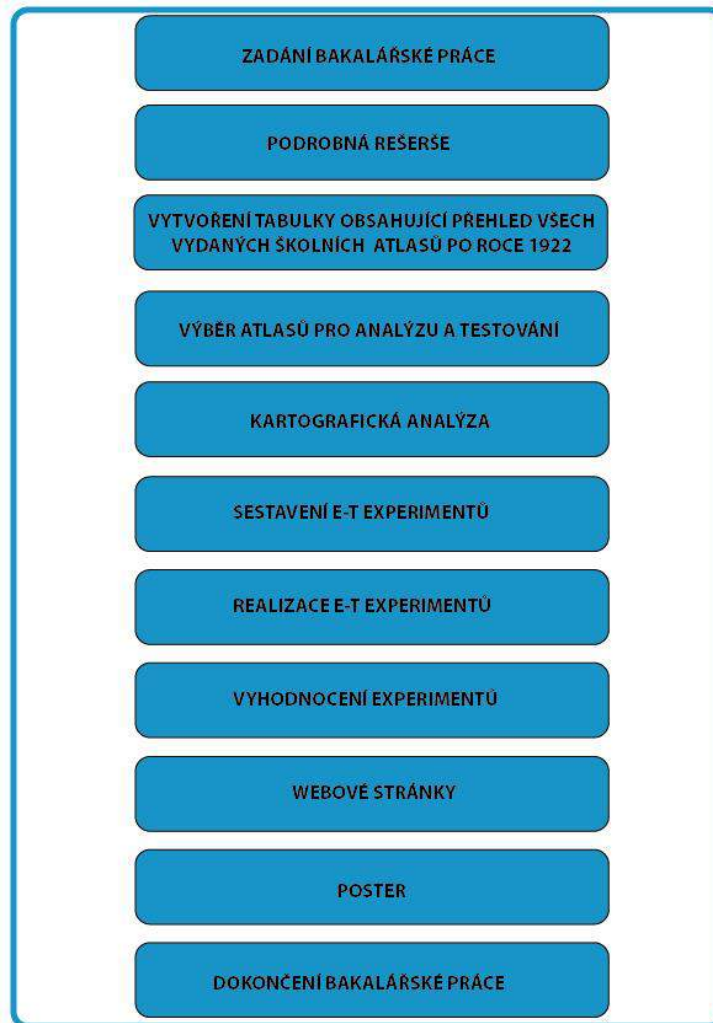 ZADÁNÍ BAKALÁŘSKÉ PRÁCE
PODROBNÁ REŠERŠE
VYTVOŘENÍ TABULKY OBSAHUJÍCÍ PŘEHLED VŠECH
VYDANÝCH ŠKOLNÍCH ATLASŮ PO ROCE 1922
VÝBĚR ATLASŮ PRO ANALÝZU A TESTOVÁNÍ
KARTOGRAFICKÁ ANALÝZA
SESTAVENÍ E-T EXPERIMENTŮ
REALIZACE E-T EXPERIMENTŮ
VYHODNOCENÍ EXPERIMENTŮ
WEBOVÉ STRÁNKY
POSTER
DOKONČENÍ BAKALÁŘSKÉ PRÁCE